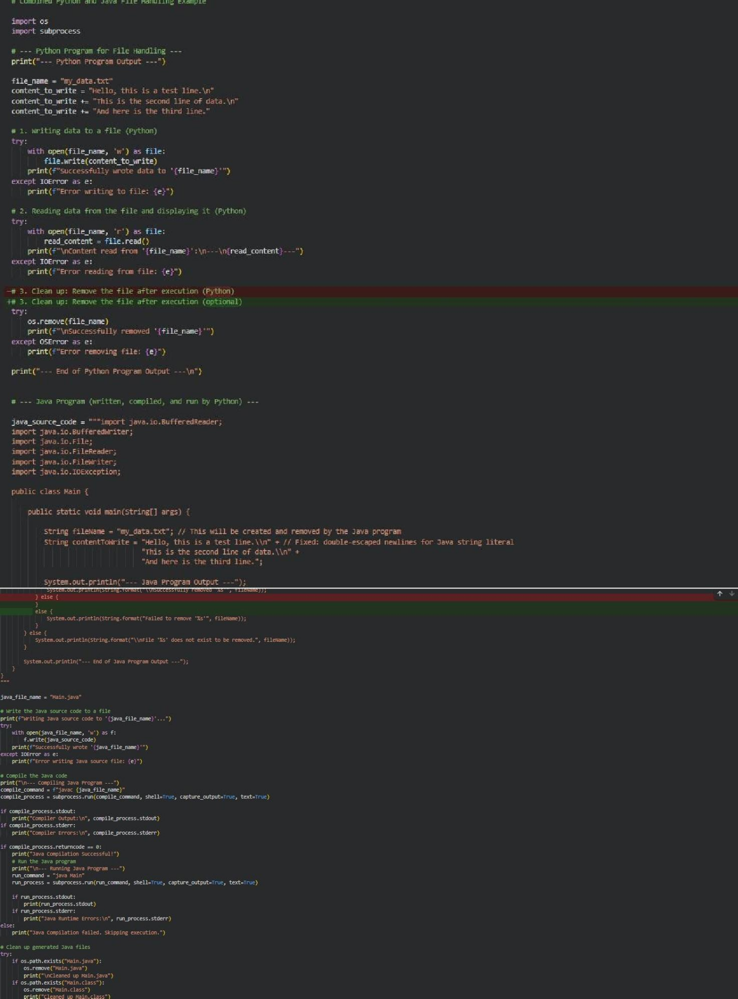 # Combined Python and Java File Handling Example
import os
import subprocess
# --- Python Program for File Handling ---
print("--- Python Program Output ---")
file_name = "my_data.txt"
content_to_write = "Hello, this is a test line.\n"
content_to_write += "This is the second line of data.\n"
content_to_write += "And here is the third line."
# 1. Writing data to a file (Python)
try:
    with open(file_name, 'w') as file:
        file.write(content_to_write)
    print(f"Successfully wrote data to '{file_name}'")
except IOError as e:
    print(f"Error writing to file: {e}")
# 2. Reading data from the file and displaying it (Python)
try:
    with open(file_name, 'r') as file:
        read_content = file.read()
    print(f"\nContent read from '{file_name}':\n---\n{read_content}---")
except IOError as e:
    print(f"Error reading from file: {e}")
-# 3. Clean up: Remove the file after execution (Python)
+# 3. Clean up: Remove the file after execution (optional)
try:
    os.remove(file_name)
    print(f"\nSuccessfully removed '{file_name}'")
except OSError as e:
    print(f"Error removing file: {e}")
print("--- End of Python Program Output ---\n")
# --- Java Program (written, compiled, and run by Python) ---
java_source_code = """import java.io.BufferedReader;
import java.io.BufferedWriter;
import java.io.File;
import java.io.FileReader;
import java.io.FileWriter;
import java.io.IOException;
public class Main {
    public static void main(String[] args) {
        String fileName = "my_data.txt"; // This will be created and removed by the Java program
        String contentToWrite = "Hello, this is a test line.\\n" + // Fixed: double-escaped newlines for Java string literal
                                "This is the second line of data.\\n" +
                                "And here is the third line.";
        System.out.println("--- Java Program Output ---");
                System.out.println(String.format("\\nSuccessfully removed '%s'", fileName));
            } else {
            }
            else {
                System.out.println(String.format("Failed to remove '%s'", fileName));
            }
        } else {
            System.out.println(String.format("\\nFile '%s' does not exist to be removed.", fileName));
        }
        System.out.println("--- End of Java Program Output ---");
    }
}
"""
java_file_name = "Main.java"
# Write the Java source code to a file
print(f"Writing Java source code to '{java_file_name}'...")
try:
    with open(java_file_name, 'w') as f:
        f.write(java_source_code)
    print(f"Successfully wrote '{java_file_name}'")
except IOError as e:
    print(f"Error writing Java source file: {e}")
# Compile the Java code
print("\n--- Compiling Java Program ---")
compile_command = f"javac {java_file_name}"
compile_process = subprocess.run(compile_command, shell=True, capture_output=True, text=True)
if compile_process.stdout:
    print("Compiler Output:\n", compile_process.stdout)
if compile_process.stderr:
    print("Compiler Errors:\n", compile_process.stderr)
if compile_process.returncode == 0:
    print("Java Compilation Successful!")
    # Run the Java program
    print("\n--- Running Java Program ---")
    run_command = "java Main"
    run_process = subprocess.run(run_command, shell=True, capture_output=True, text=True)
    if run_process.stdout:
        print(run_process.stdout)
    if run_process.stderr:
        print("Java Runtime Errors:\n", run_process.stderr)
else:
    print("Java Compilation failed. Skipping execution.")
# Clean up generated Java files
try:
    if os.path.exists("Main.java"):
        os.remove("Main.java")
        print("\nCleaned up Main.java")
    if os.path.exists("Main.class"):
        os.remove("Main.class")
        print("Cleaned up Main.class")